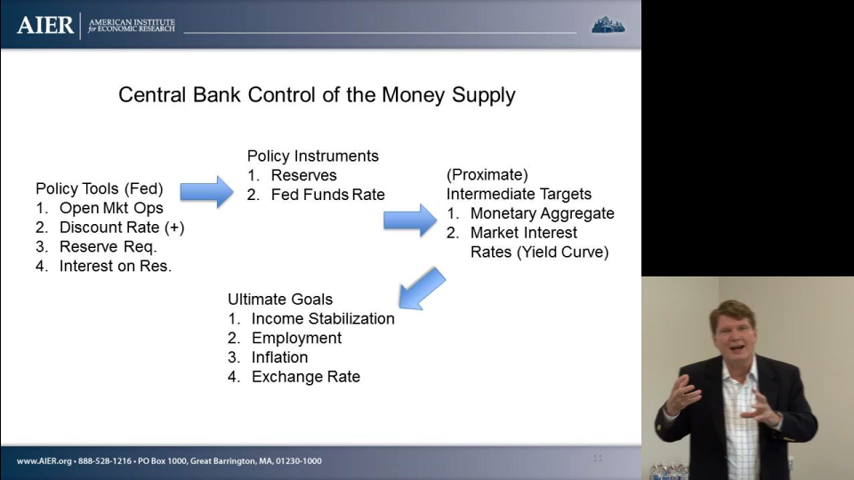 AIER
AMERICAN INSTITUTE
for ECONOMIC RESEARCH
Central Bank Control of the Money Supply
Policy Tools (Fed)
1. Open Mkt Ops
2. Discount Rate (+)
3. Reserve Req.
4. Interest on Res.
Policy Instruments
1. Reserves
2. Fed Funds Rate
(Proximate)
Intermediate Targets
1. Monetary Aggregate
2. Market Interest
Rates (Yield Curve)
Ultimate Goals
1. Income Stabilization
2. Employment
3. Inflation
4. Exchange Rate
www.AIER.org • 888-528-1216 • PO Box 1000, Great Barrington, MA, 01230-1000
11